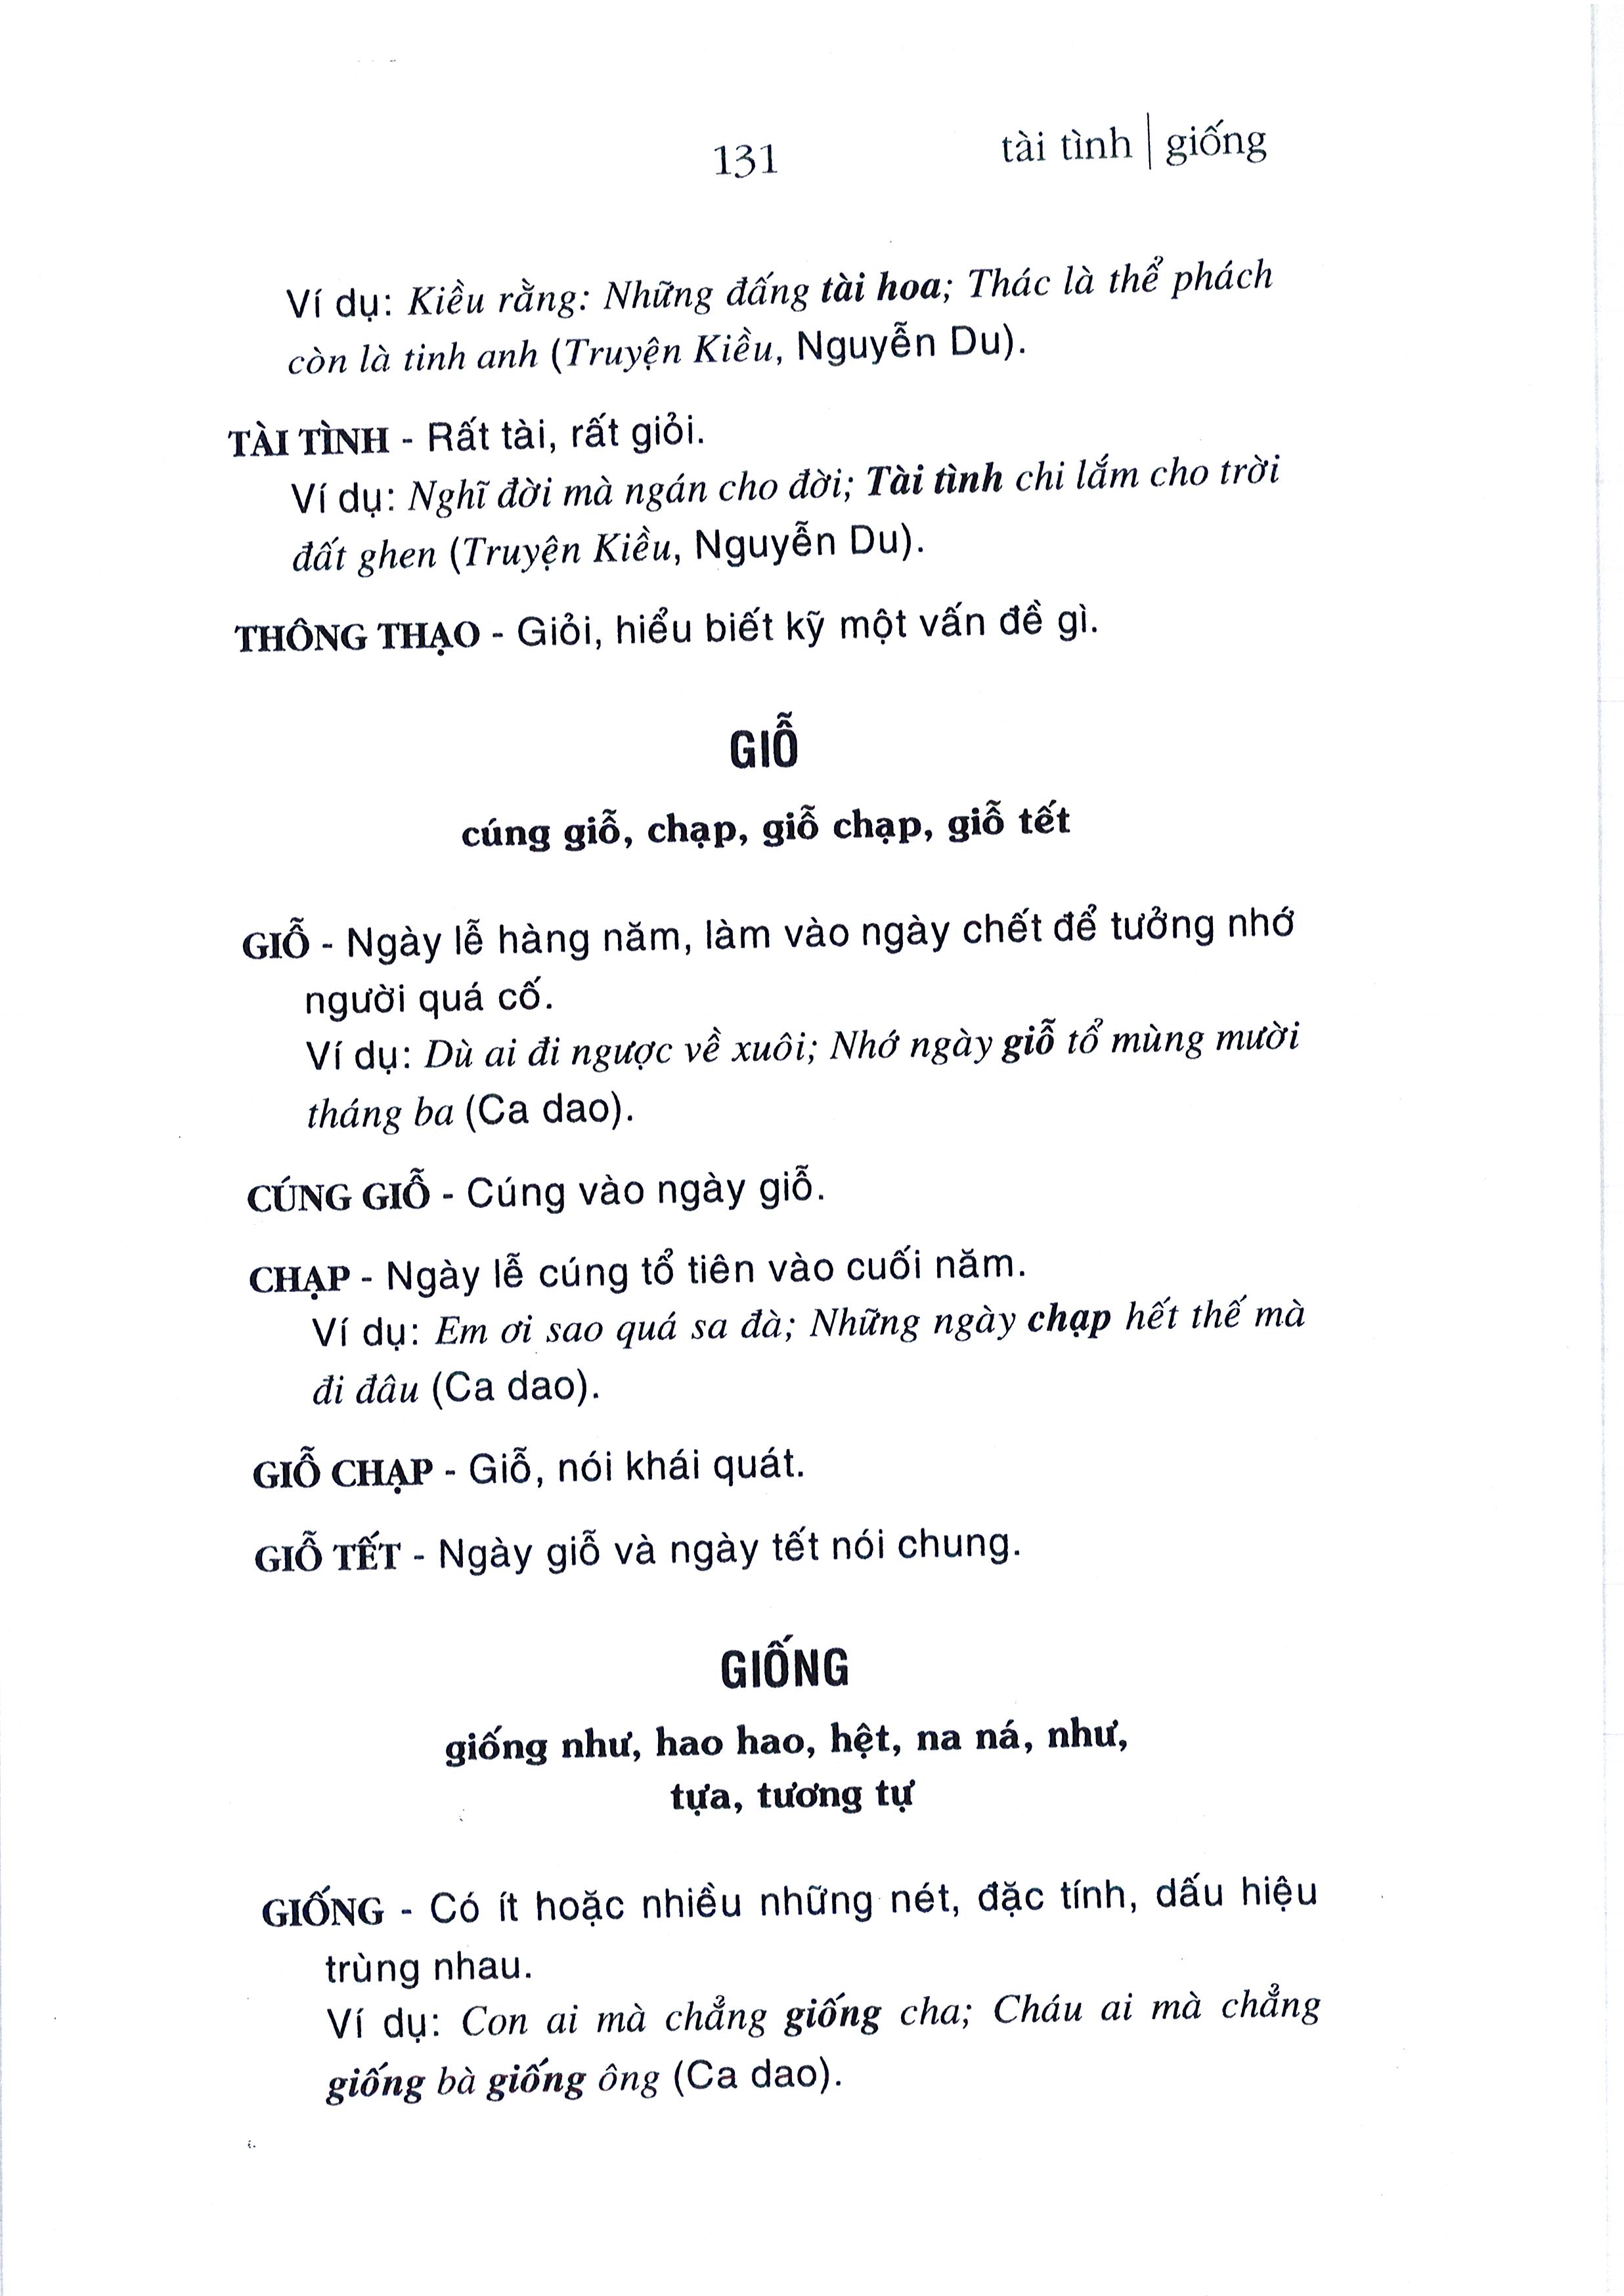 131
tài tình | giống
Ví dụ: Kiều rằng: Những đấng tài hoa; Thác là thể phách
còn là tinh anh (Truyện Kiều, Nguyễn Du).
TÀI TÌNH - Rất tài, rất giỏi.
Ví dụ: Nghĩ đời mà ngán cho đời; Tài tình chi lắm cho trời
đất ghen (Truyện Kiều, Nguyễn Du).
THÔNG THẠO - Giỏi, hiểu biết kỹ một vấn đề gì.
GIỖ
cúng giỗ, chạp, giỗ chạp, giỗ tết
GIỖ - Ngày lễ hàng năm, làm vào ngày chết để tưởng nhớ
người quá cố.
Ví dụ: Dù ai đi ngược về xuôi; Nhớ ngày giỗ tổ mùng mười
tháng ba (Ca dao).
CÚNG GIỖ - Cúng vào ngày giỗ.
CHẠP - Ngày lễ cúng tổ tiên vào cuối năm.
Ví dụ: Em ơi sao quá sa đà; Những ngày chạp hết thế mà
đi đâu (Ca dao).
GIỖ CHẠP - Giỗ, nói khái quát.
GIỖ TẾT - Ngày giỗ và ngày tết nói chung.
GIỐNG
giống như, hao hao, hệt, na ná, như,
tựa, tương tự
GIỐNG - Có ít hoặc nhiều những nét, đặc tính, dấu hiệu
trùng nhau.
Ví dụ: Con ai mà chẳng giống cha; Cháu ai mà chẳng
giống bà giống ông (Ca dao).